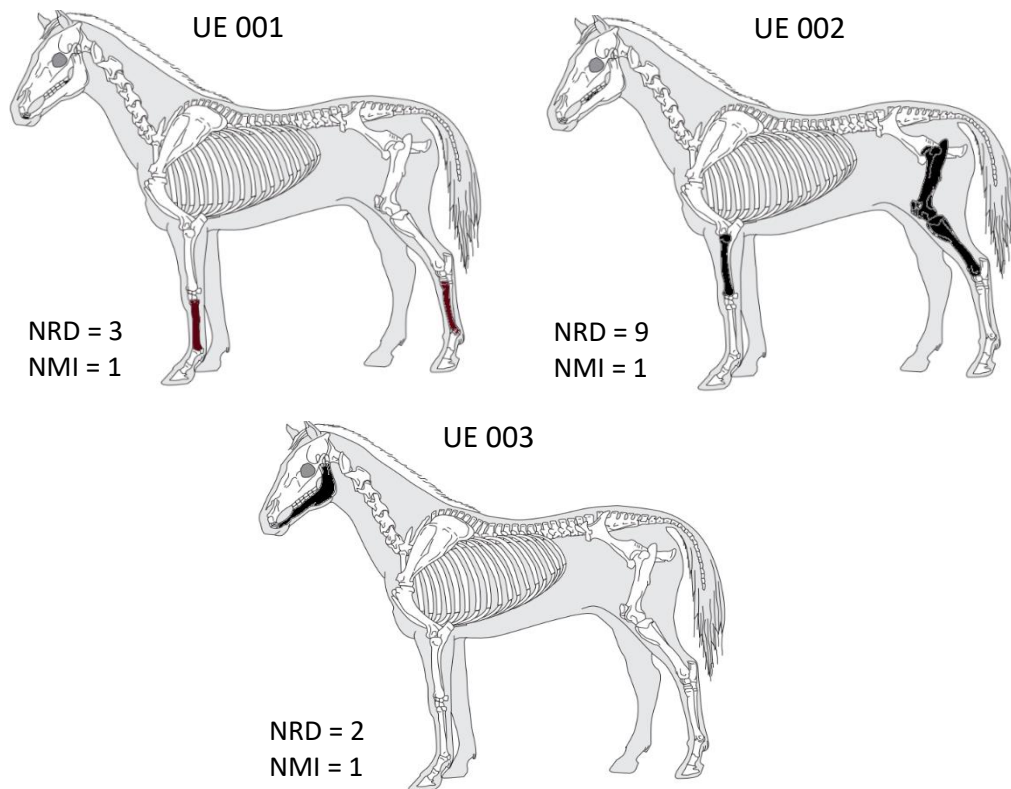 UE 001
NRD = 3
NMI = 1
UE 002
NRD = 9
NMI = 1
UE 003
NRD = 2
NMI = 1